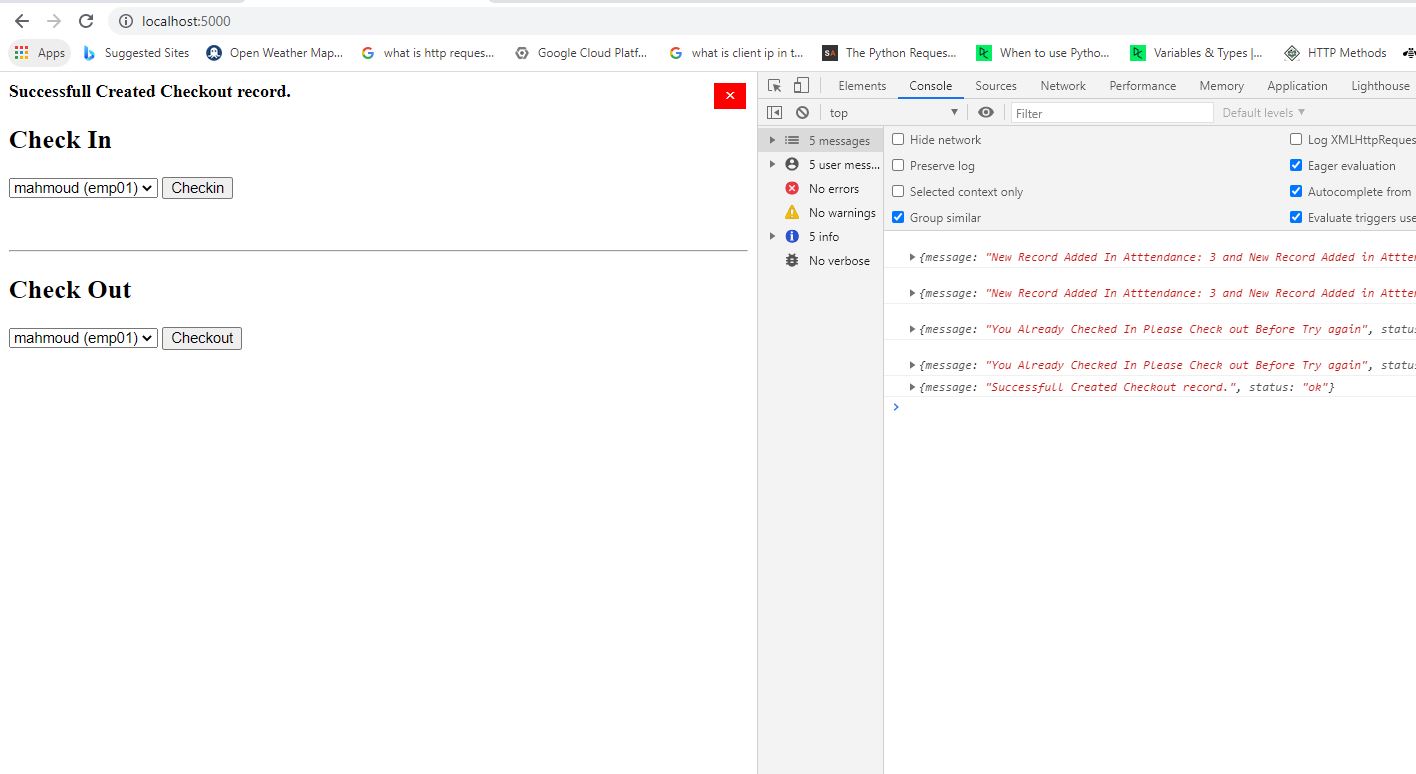 localhost:5000
Apps Suggested Sites Open Weather Map... what is http reques... Google Cloud Platf... what is client ip in t... SA The Python Reques... When to use Pytho... Variables & Types |... HTTP Methods
Successfull Created Checkout record. ×
Check In
mahmoud (emp01) Checkin
Check Out
mahmoud (emp01) Checkout
Elements Console Sources Network Performance Memory Application Lighthouse
top Filter Default levels
5 messages
5 user mess...
No errors
No warnings
5 info
No verbose
Hide network Log XMLHttpReques
Preserve log Eager evaluation
Selected context only Autocomplete from
Group similar Evaluate triggers use
{message: "New Record Added In Atttendance: 3 and New Record Added in Attten
{message: "New Record Added In Atttendance: 3 and New Record Added in Attten
{message: "You Already Checked In Please Check out Before Try again", status
{message: "You Already Checked In Please Check out Before Try again", status
{message: "Successfull Created Checkout record.", status: "ok"}